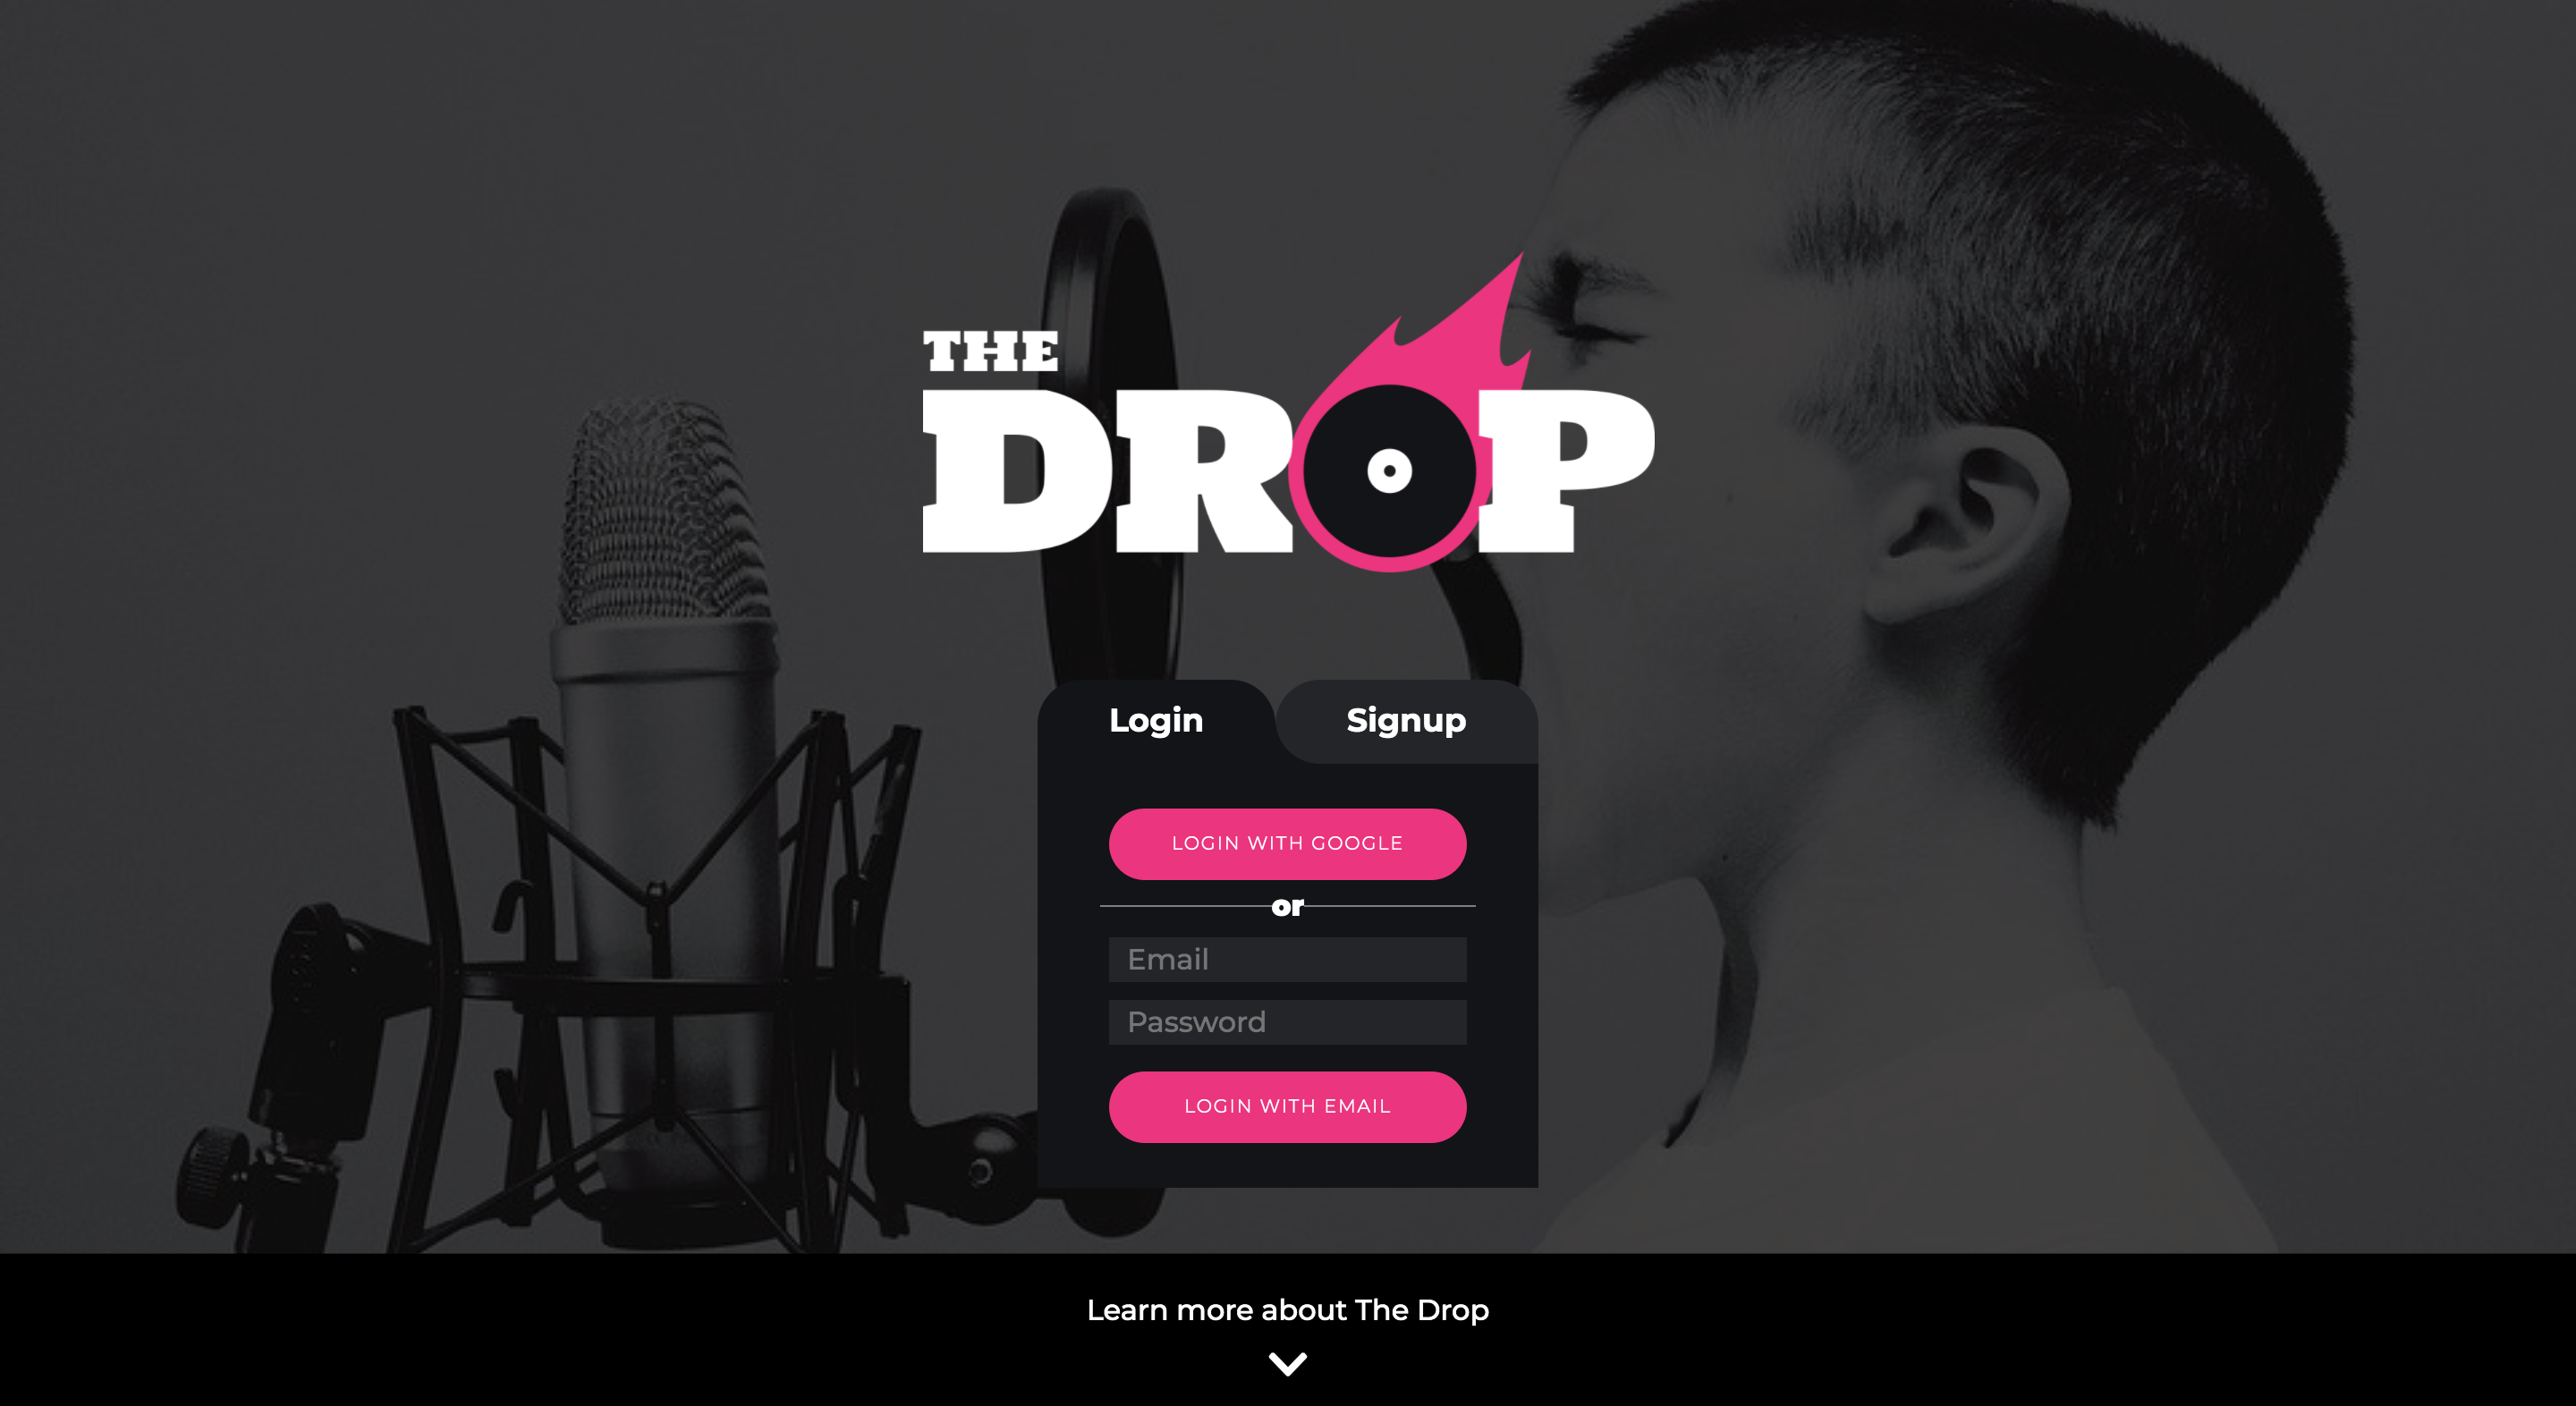 THE
DROP
Login
Signup
LOGIN WITH GOOGLE
or
Email
Password
LOGIN WITH EMAIL
Learn more about The Drop